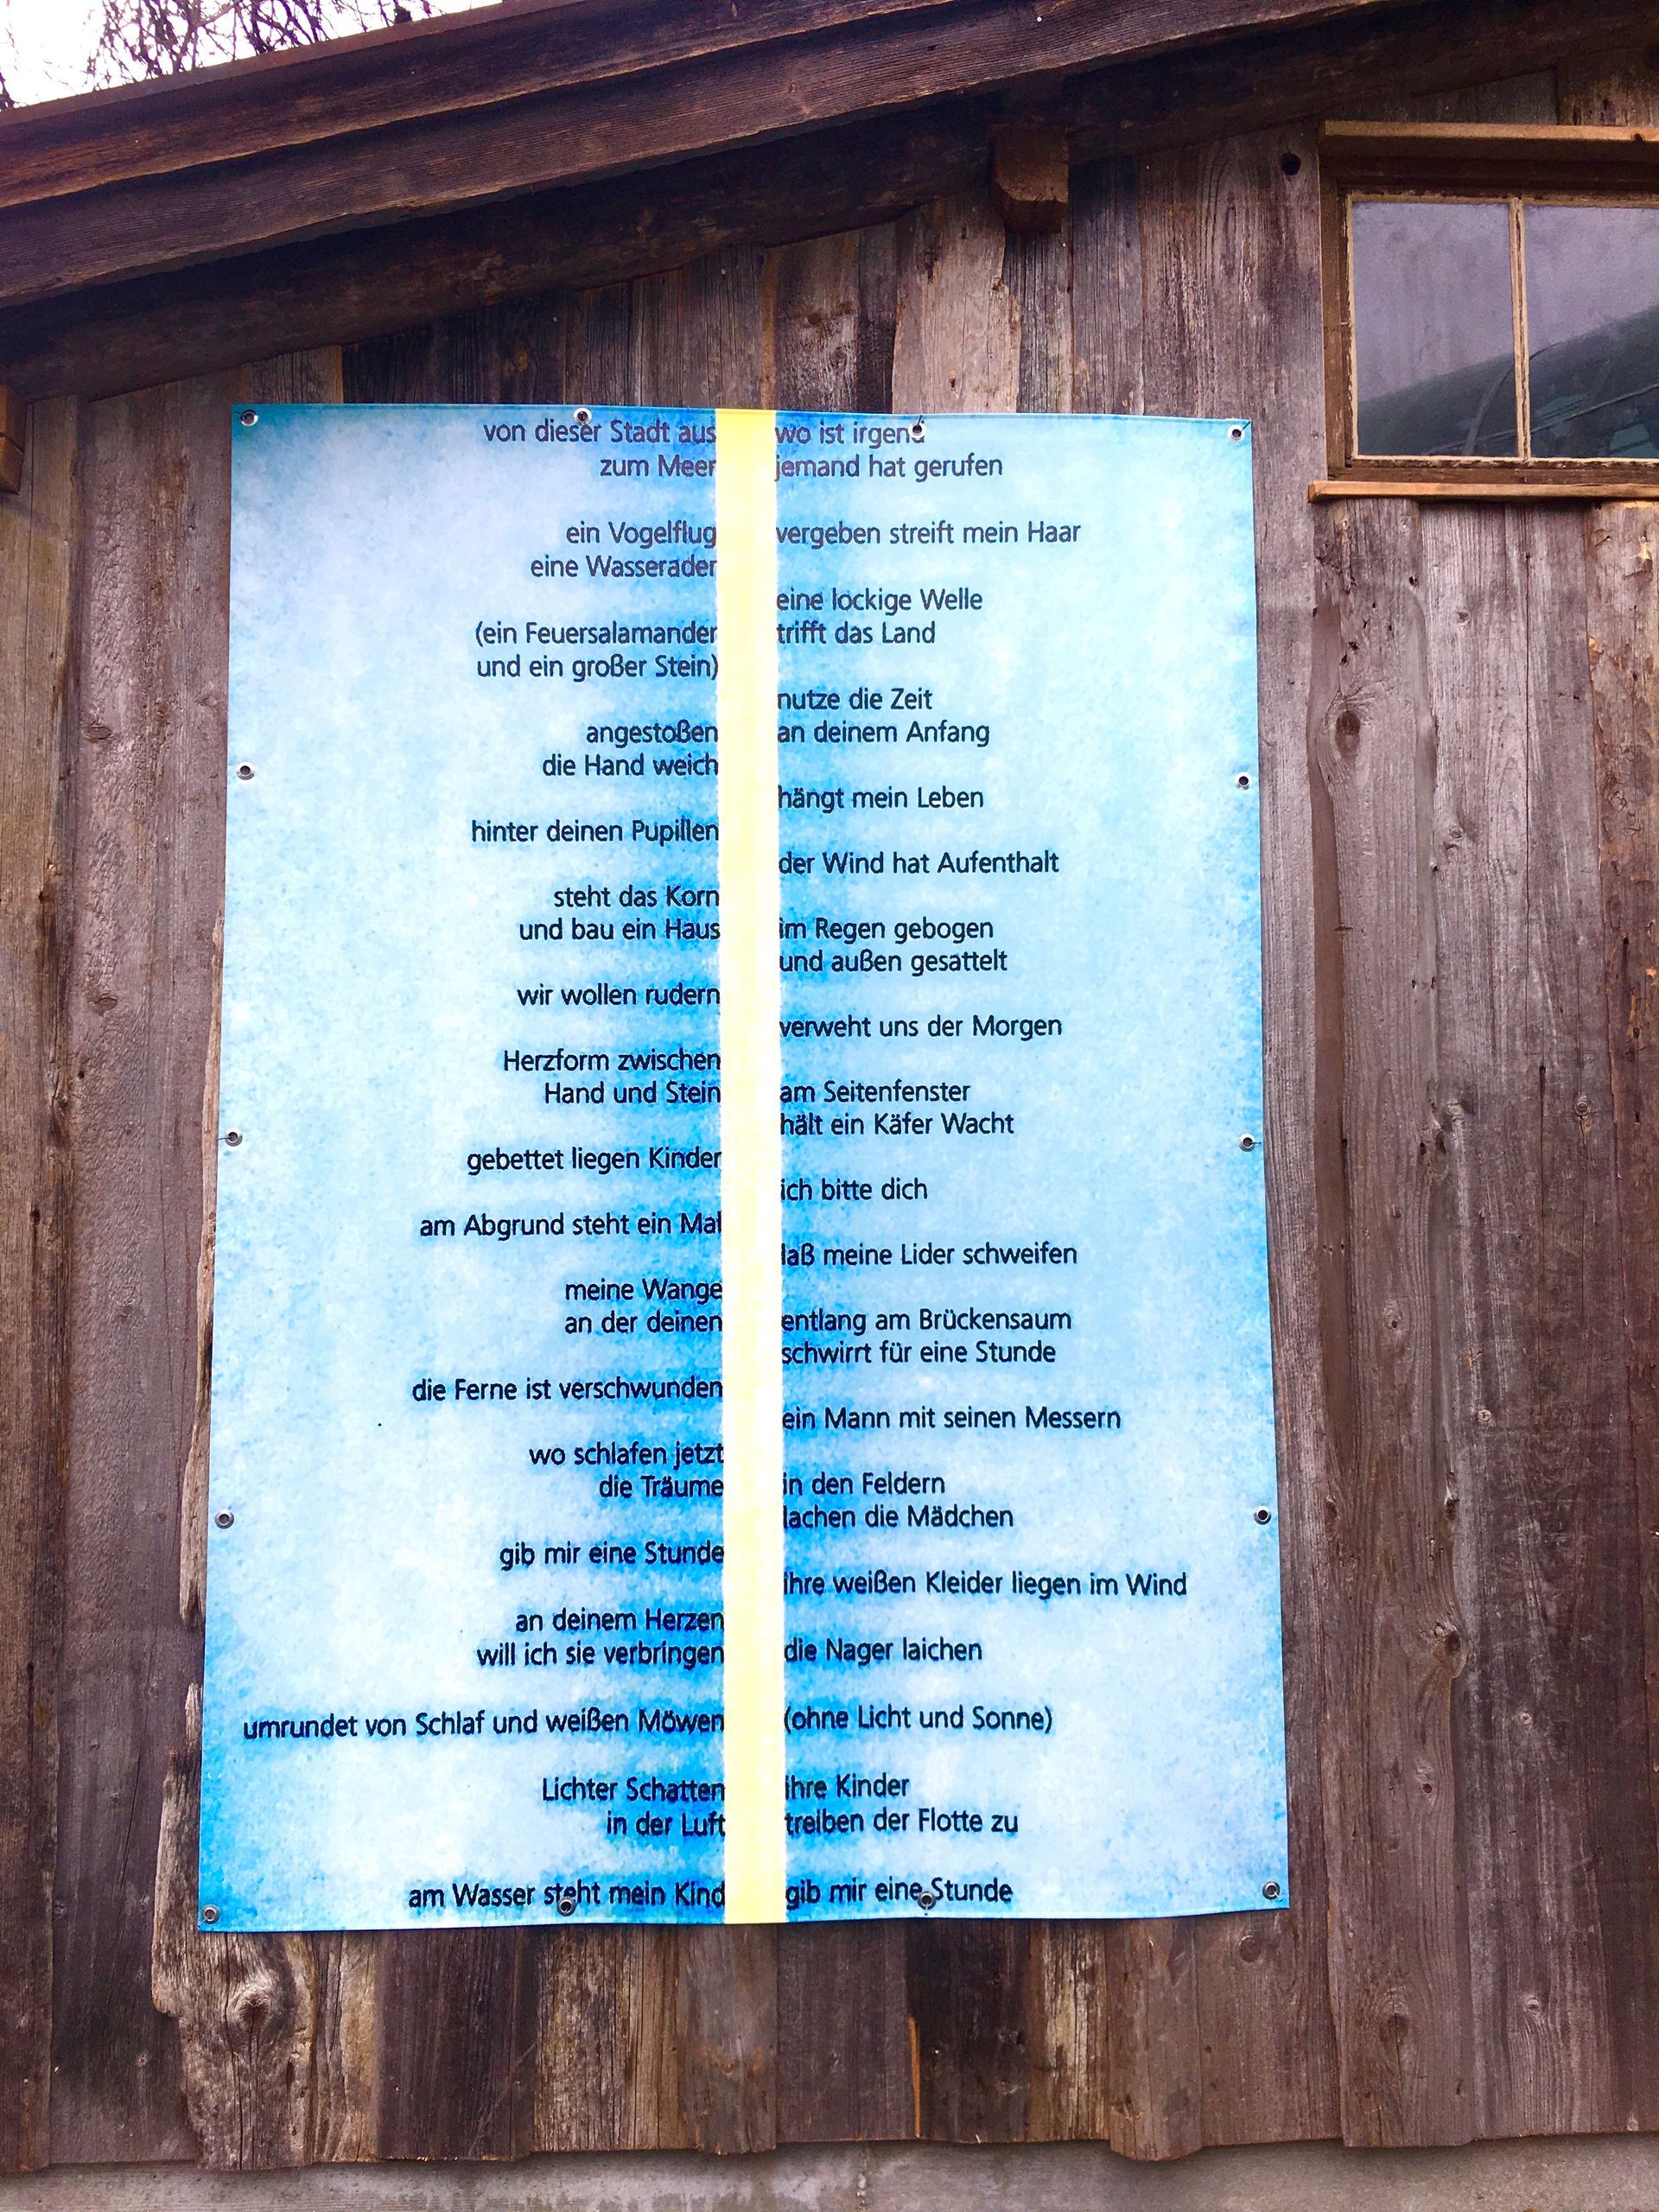 von dieser Stadt aus
zum Meer
ein Vogelflug
eine Wasserader
(ein Feuersalamander
und ein großer Stein)
angestoßen
die Hand weich
hinter deinen Pupillen
steht das Korn
und bau ein Haus
wir wollen rudern
Herzform zwischen
Hand und Stein
gebettet liegen Kinder
am Abgrund steht ein Mal
meine Wange
an der deinen
die Ferne ist verschwunden
wo schlafen jetzt
die Träume
gib mir eine Stunde
an deinem Herzen
will ich sie verbringen
umrundet von Schlaf und weißen Möwen
Lichter Schatten
in der Luft
am Wasser steht mein Kind
wo ist irgend
jemand hat gerufen
vergeben streift mein Haar
eine lockige Welle
trifft das Land
nutze die Zeit
an deinem Anfang
hängt mein Leben
der Wind hat Aufenthalt
im Regen gebogen
und außen gesattelt
verweht uns der Morgen
am Seitenfenster
hält ein Käfer Wacht
ich bitte dich
laß meine Lider schweifen
entlang am Brückensaum
schwirrt für eine Stunde
ein Mann mit seinen Messern
in den Feldern
lachen die Mädchen
ihre weißen Kleider liegen im Wind
die Nager laichen
(ohne Licht und Sonne)
ihre Kinder
treiben der Flotte zu
gib mir eine Stunde